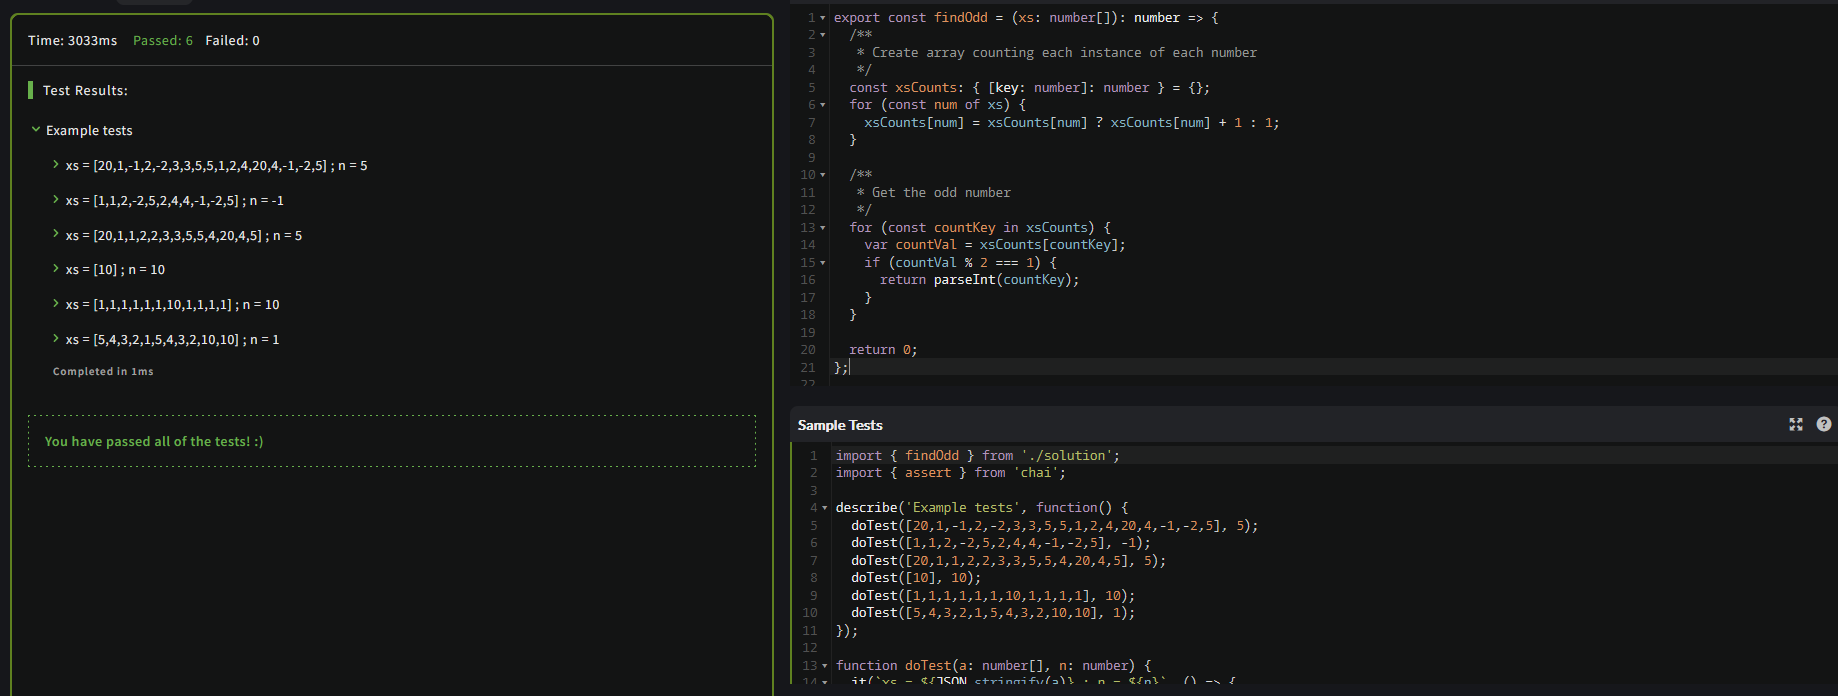 Time: 3033ms Passed: 6 Failed: 0
Test Results:
Example tests
xs = [20,1,-1,2,-2,3,3,5,5,1,2,4,20,4,-1,-2,5] ; n = 5
xs = [1,1,2,-2,5,2,4,4,-1,-2,5] ; n = -1
xs = [20,1,1,2,2,3,3,5,5,4,20,4,5] ; n = 5
xs = [10] ; n = 10
xs = [1,1,1,1,1,1,10,1,1,1,1] ; n = 10
xs = [5,4,3,2,1,5,4,3,2,10,10] ; n = 1
Completed in 1ms
You have passed all of the tests! :)
1 export const findOdd = (xs: number[]): number => {
2 /**
3 * Create array counting each instance of each number
4 */
5 const xsCounts: { [key: number]: number } = {};
6 for (const num of xs) {
7 xsCounts[num] = xsCounts[num] ? xsCounts[num] + 1 : 1;
8 }
9
10 /**
11 * Get the odd number
12 */
13 for (const countKey in xsCounts) {
14 var countVal = xsCounts[countKey];
15 if (countVal % 2 === 1) {
16 return parseInt(countKey);
17 }
18 }
19
20 return 0;
21 };
22
Sample Tests
1 import { findOdd } from './solution';
2 import { assert } from 'chai';
3
4 describe('Example tests', function() {
5 doTest([20,1,-1,2,-2,3,3,5,5,1,2,4,20,4,-1,-2,5], 5);
6 doTest([1,1,2,-2,5,2,4,4,-1,-2,5], -1);
7 doTest([20,1,1,2,2,3,3,5,5,4,20,4,5], 5);
8 doTest([10], 10);
9 doTest([1,1,1,1,1,1,10,1,1,1,1], 10);
10 doTest([5,4,3,2,1,5,4,3,2,10,10], 1);
11 });
12
13 function doTest(a: number[], n: number) {
14 it(`xs = ${JSON.stringify(a)} ; n = ${n}`, () => {